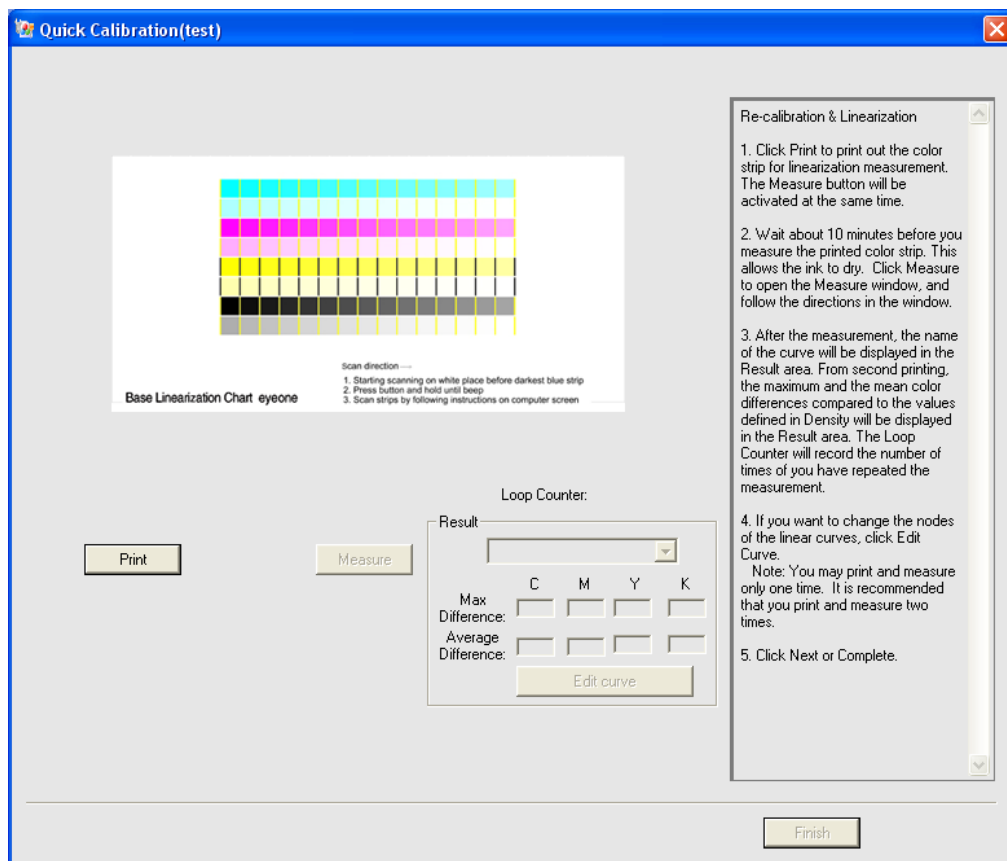 Quick Calibration(test)
Scan direction ----
1. Starting scanning on white place before darkest blue strip
2. Press button and hold until beep
3. Scan strips by following instructions on computer screen
Base Linearization Chart eyeone
Loop Counter:
Print
Measure
Result
C M Y K
Max
Difference:
Average
Difference:
Edit curve
Re-calibration & Linearization
1. Click Print to print out the color
strip for linearization measurement.
The Measure button will be
activated at the same time.
2. Wait about 10 minutes before you
measure the printed color strip. This
allows the ink to dry. Click Measure
to open the Measure window, and
follow the directions in the window.
3. After the measurement, the name
of the curve will be displayed in the
Result area. From second printing,
the maximum and the mean color
differences compared to the values
defined in Density will be displayed
in the Result area. The Loop
Counter will record the number of
times of you have repeated the
measurement.
4. If you want to change the nodes
of the linear curves, click Edit
Curve.
Note: You may print and measure
only one time. It is recommended
that you print and measure two
times.
5. Click Next or Complete.
Finish